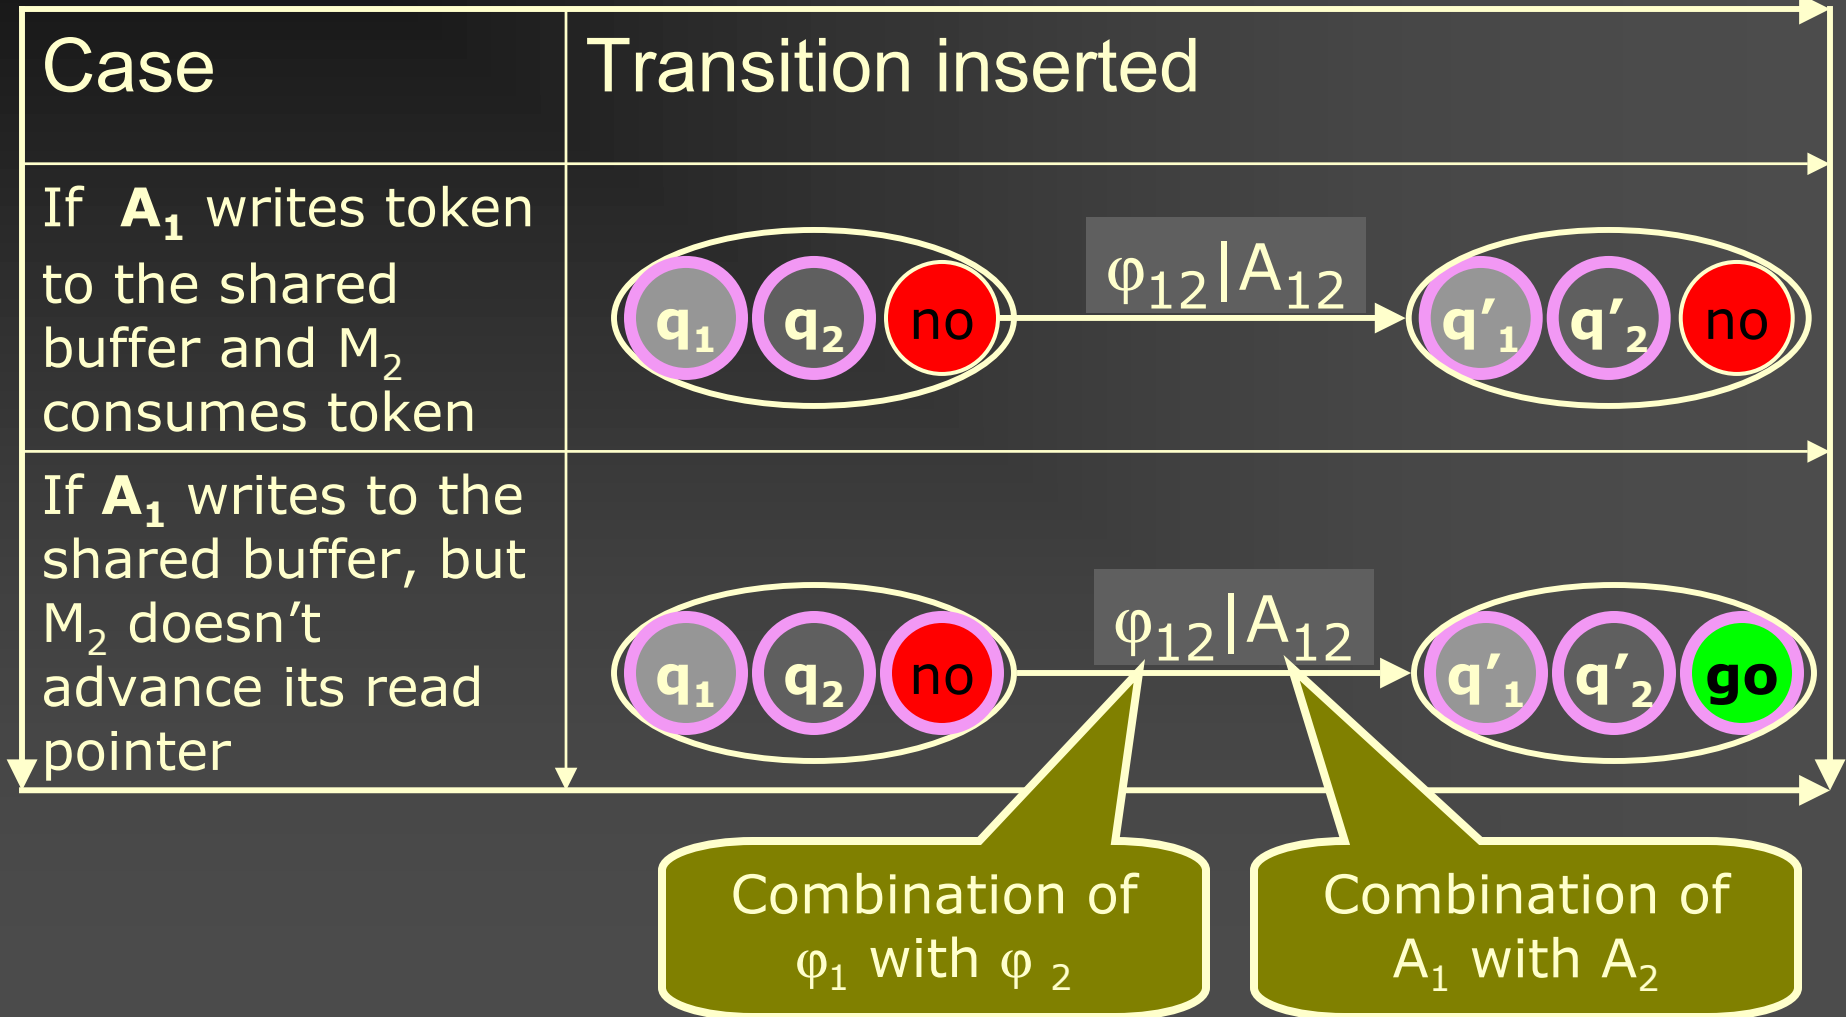 Case
Transition inserted
If A₁ writes token
to the shared
buffer and M₂
consumes token
q₁ q₂ no
φ₁₂|A₁₂
q′₁ q′₂ no
If A₁ writes to the
shared buffer, but
M₂ doesn’t
advance its read
pointer
q₁ q₂ no
φ₁₂|A₁₂
q′₁ q′₂ go
Combination of
φ₁ with φ ₂
Combination of
A₁ with A₂